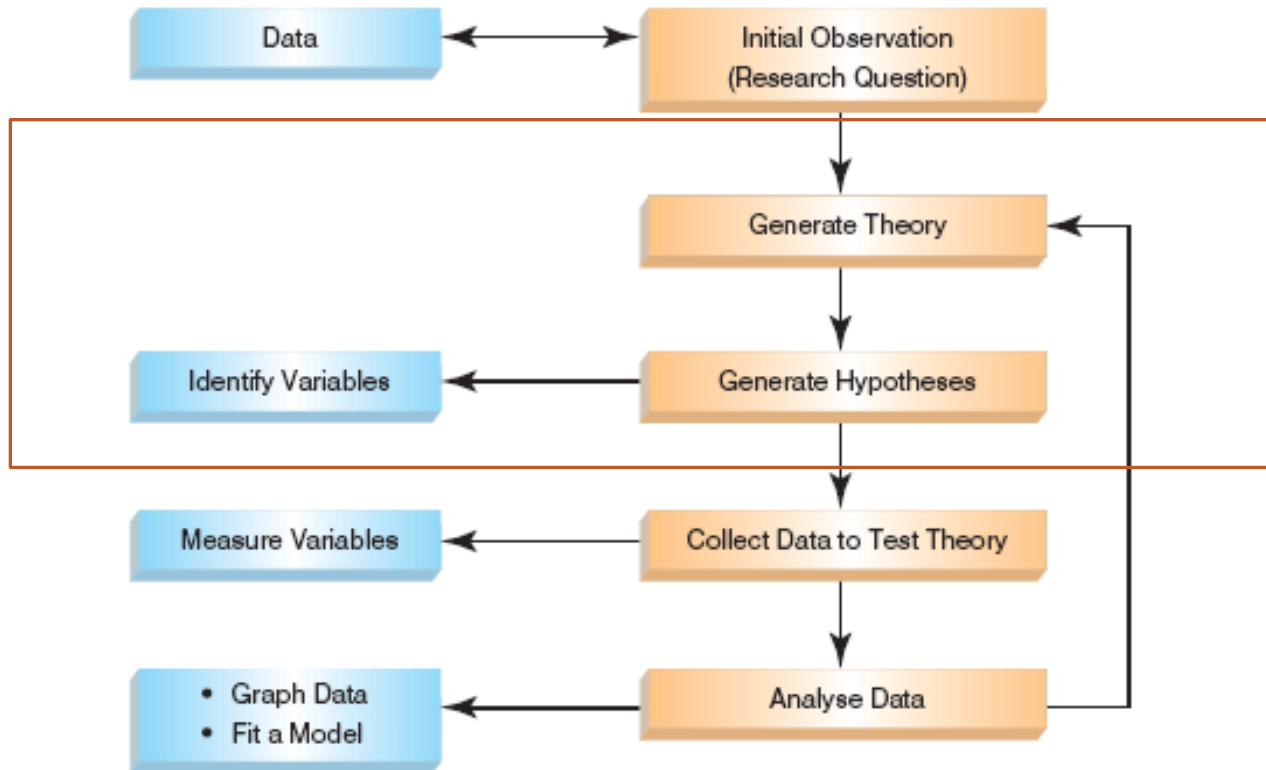 Data
Initial Observation
(Research Question)
Generate Theory
Identify Variables
Generate Hypotheses
Measure Variables
Collect Data to Test Theory
• Graph Data
• Fit a Model
Analyse Data